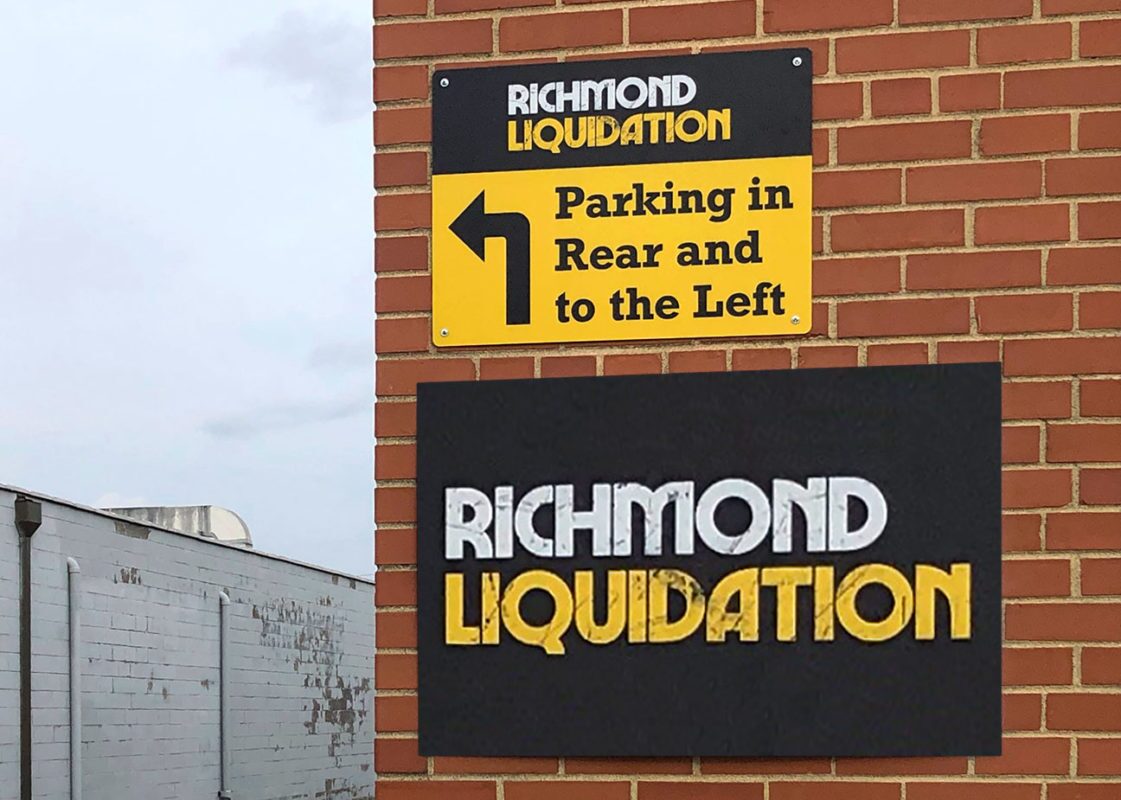 RICHMOND
LIQUIDATION
Parking in
Rear and
to the Left
RICHMOND
LIQUIDATION